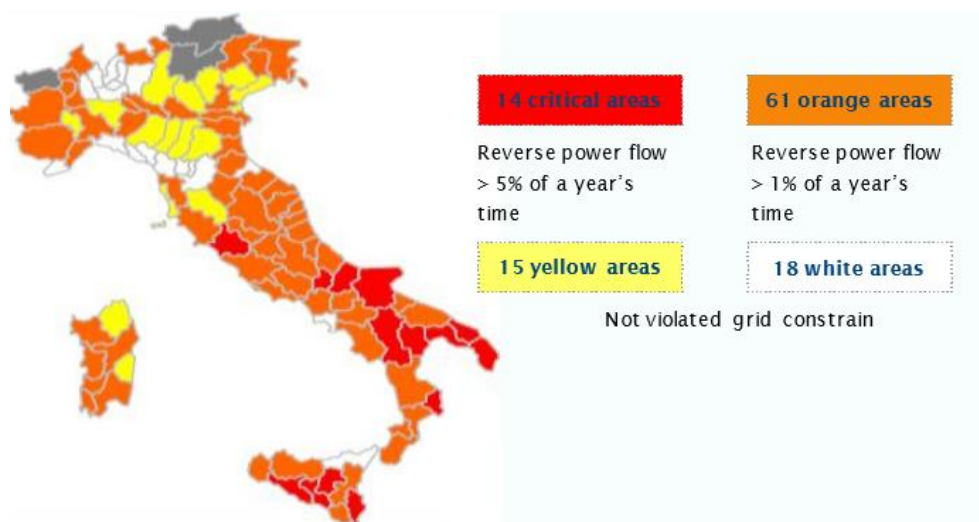 14 critical areas
Reverse power flow
> 5% of a year's
time
61 orange areas
Reverse power flow
> 1% of a year's
time
15 yellow areas
18 white areas
Not violated grid constrain